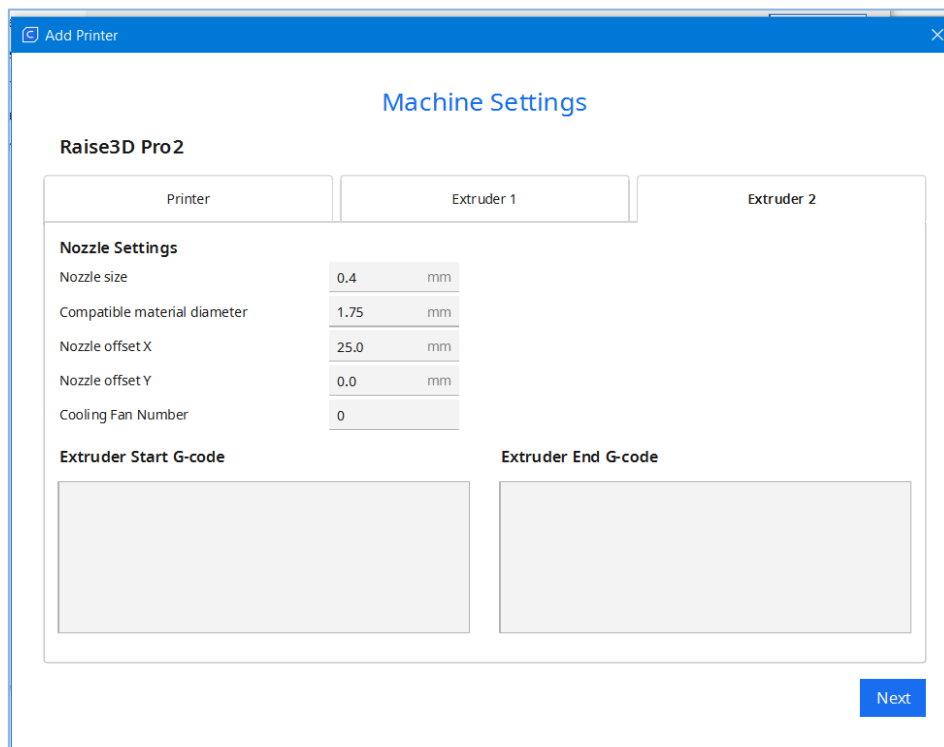 Add Printer
Machine Settings
Raise3D Pro2
Printer
Extruder 1
Extruder 2
Nozzle Settings
Nozzle size 0.4 mm
Compatible material diameter 1.75 mm
Nozzle offset X 25.0 mm
Nozzle offset Y 0.0 mm
Cooling Fan Number 0
Extruder Start G-code
Extruder End G-code
Next